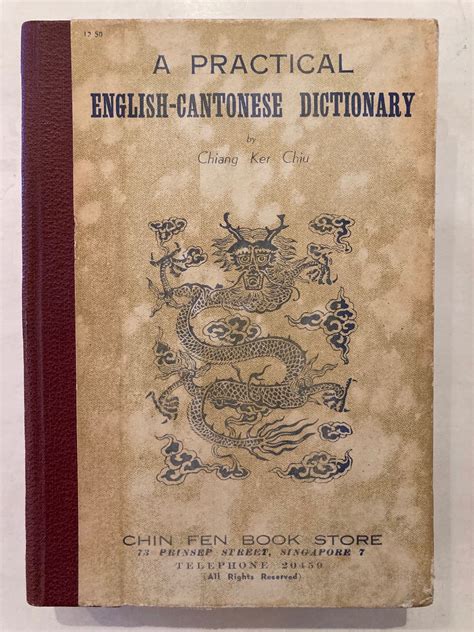 12 50
A PRACTICAL
ENGLISH-CANTONESE DICTIONARY
by
Chiang Ker Chiu
CHIN FEN BOOK STORE
73 PRINSEP STREET, SINGAPORE 7
TELEPHONE 20459
(All Rights Reserved)